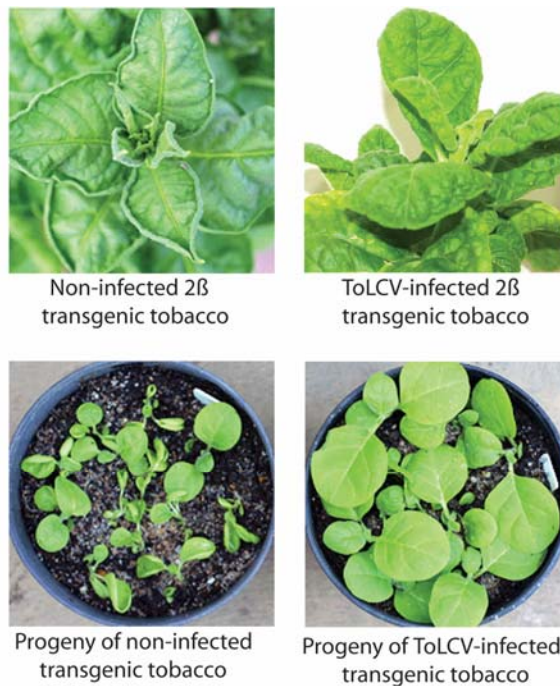 Non-infected 2ß
transgenic tobacco
ToLCV-infected 2ß
transgenic tobacco
Progeny of non-infected
transgenic tobacco
Progeny of ToLCV-infected
transgenic tobacco